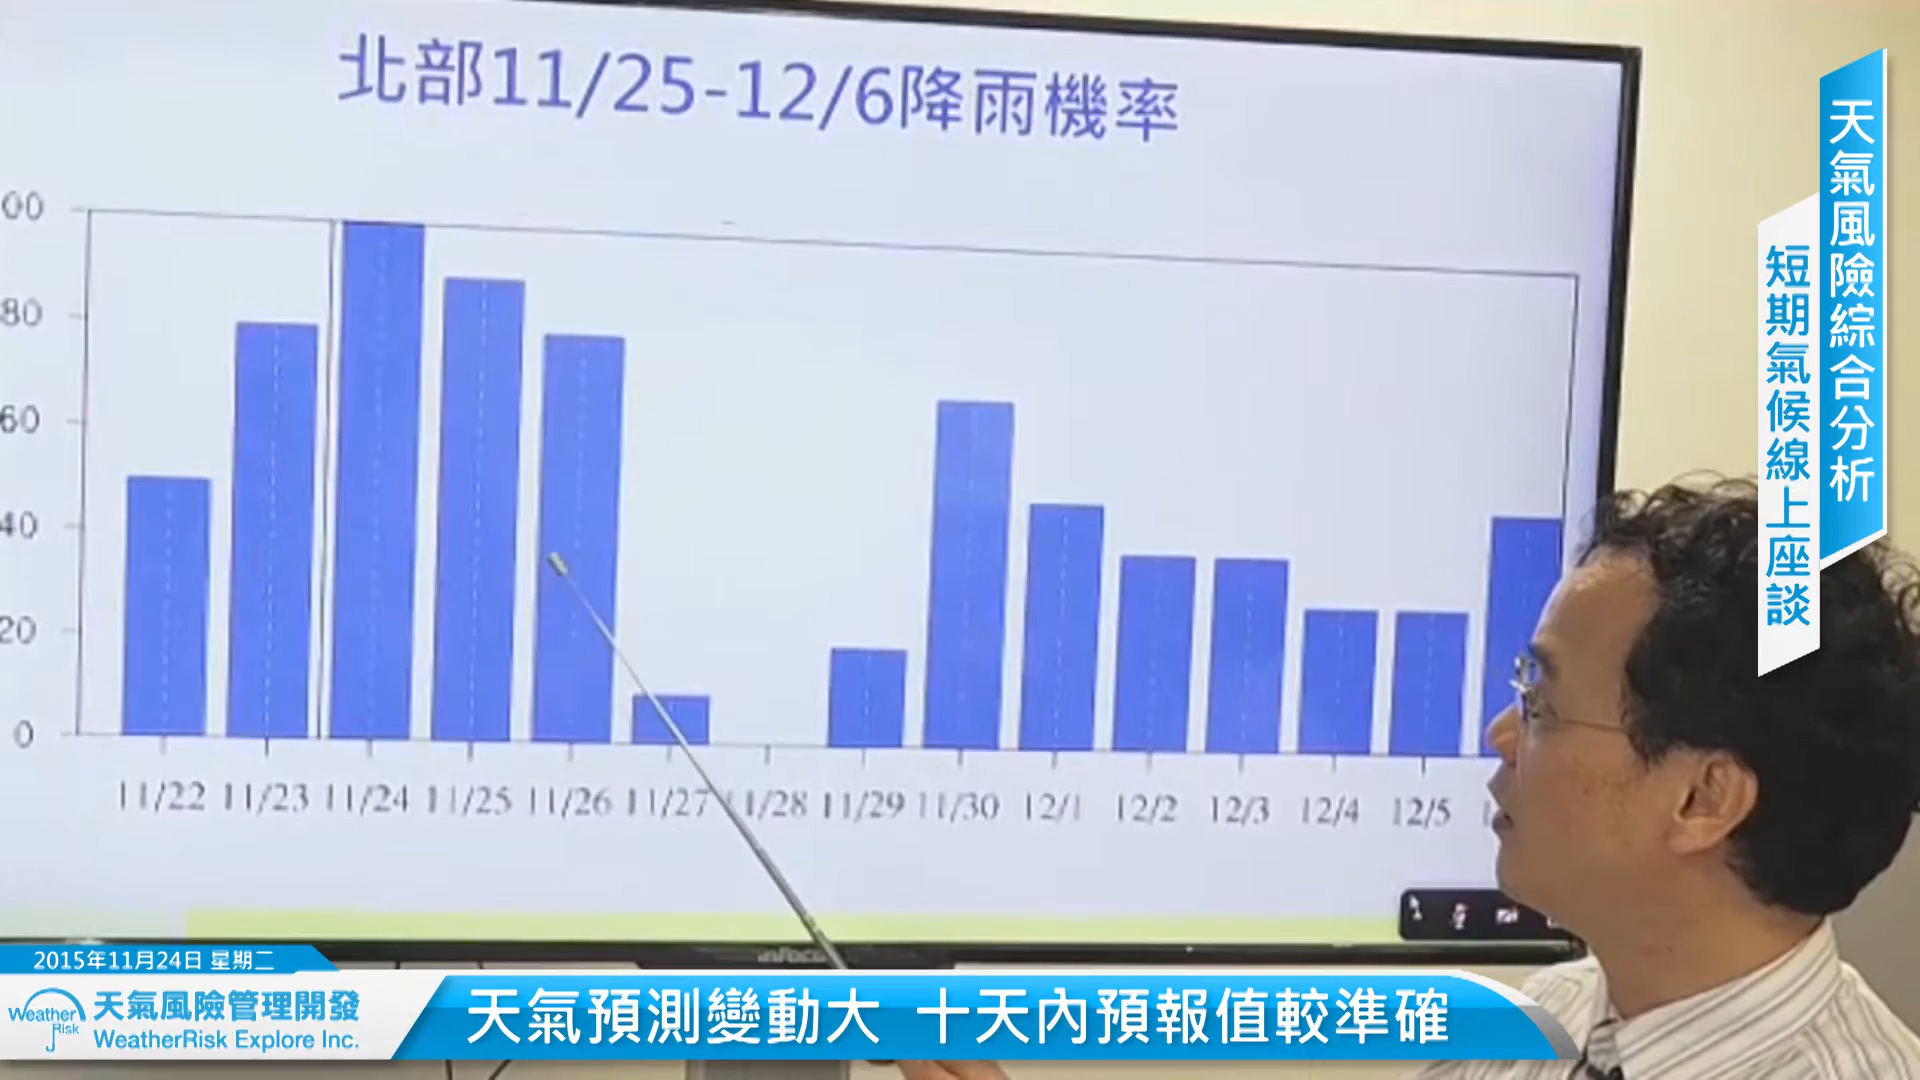 北部11/25-12/6降雨機率
00
80
60
40
20
0
11/22 11/23 11/24 11/25 11/26 11/27 11/28 11/29 11/30 12/1 12/2 12/3 12/4 12/5
天氣風險綜合分析
短期氣候線上座談
InFocus
2015年11月24日 星期二
Weather Risk
天氣風險管理開發
WeatherRisk Explore Inc.
天氣預測變動大 十天內預報值較準確